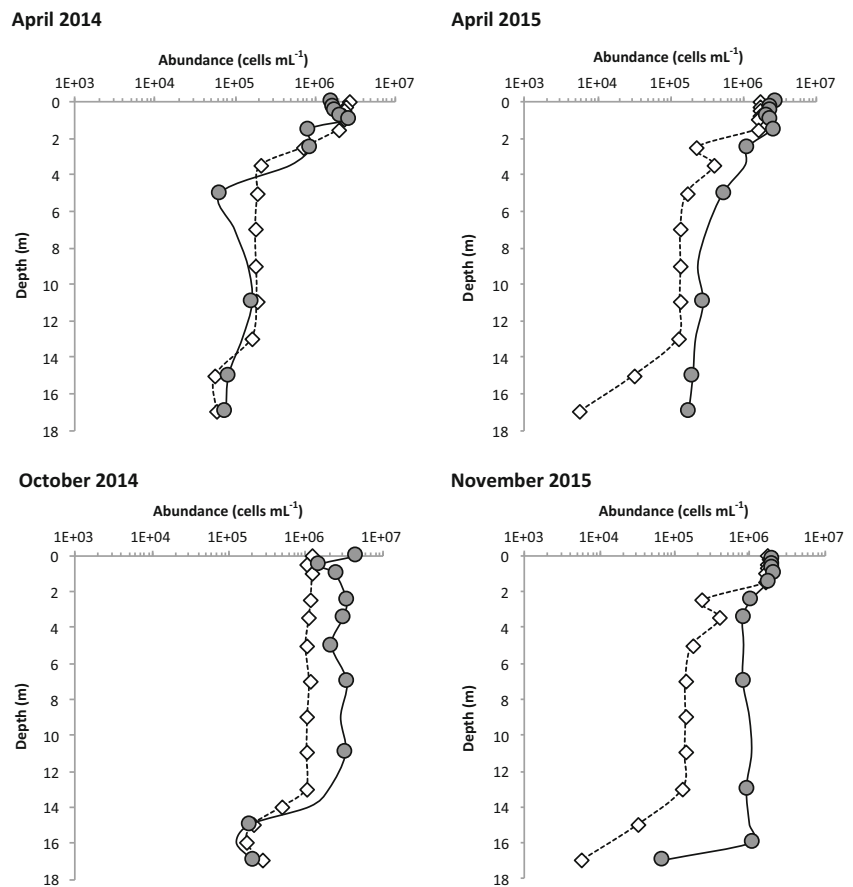 April 2014
Abundance (cells mL-1)
1E+03 1E+04 1E+05 1E+06 1E+07
0
2
4
6
8
10
12
14
16
18
Depth (m)
April 2015
Abundance (cells mL-1)
1E+03 1E+04 1E+05 1E+06 1E+07
0
2
4
6
8
10
12
14
16
18
Depth (m)
October 2014
Abundance (cells mL-1)
1E+03 1E+04 1E+05 1E+06 1E+07
0
2
4
6
8
10
12
14
16
18
Depth (m)
November 2015
Abundance (cells mL-1)
1E+03 1E+04 1E+05 1E+06 1E+07
0
2
4
6
8
10
12
14
16
18
Depth (m)